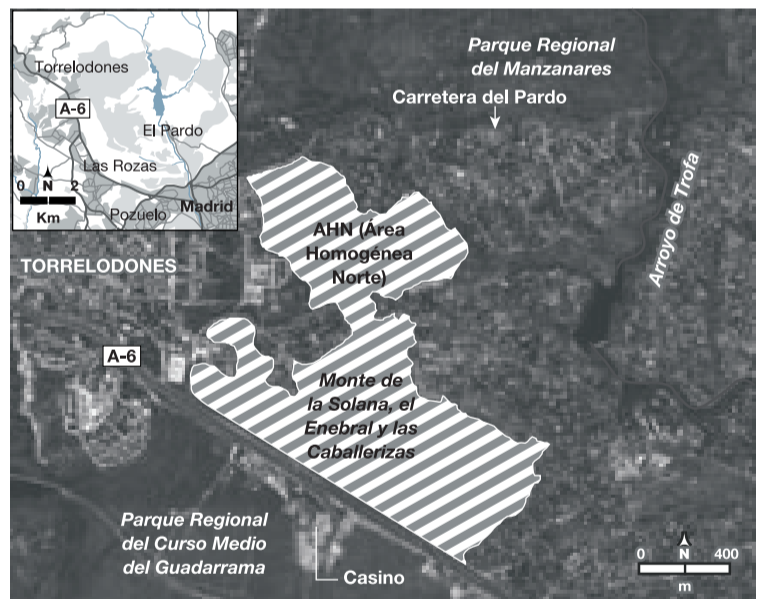 Torrelodones
A-6
El Pardo
Las Rozas
0 N 2
Km
Pozuelo
Madrid
Parque Regional
del Manzanares
Carretera del Pardo
Arroyo de Trofa
AHN (Área
Homogénea
Norte)
TORRELODONES
A-6
Monte de
la Solana, el
Enebral y las
Caballerizas
Parque Regional
del Curso Medio
del Guadarrama
Casino
0 N 400
m